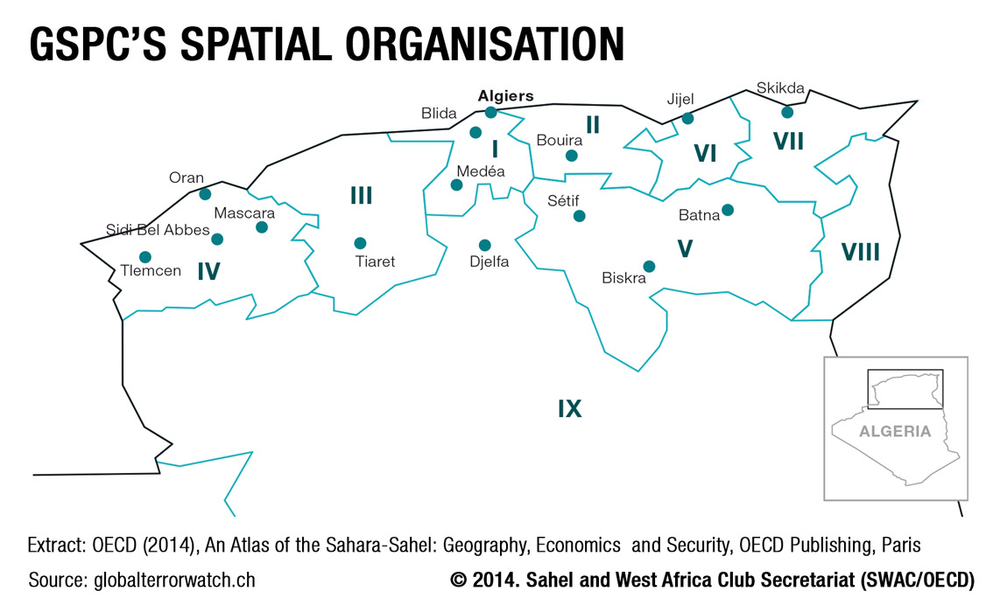 GSPC'S SPATIAL ORGANISATION
Skikda
Algiers
Jijel
Blida
II
VII
Bouira
I
VI
Medéa
Oran
III
Sétif
Mascara
Batna
Sidi Bel Abbes
V
VIII
Tiaret
Djelfa
Tlemcen
IV
Biskra
IX
ALGERIA
Extract: OECD (2014), An Atlas of the Sahara-Sahel: Geography, Economics and Security, OECD Publishing, Paris
Source: globalterrorwatch.ch
© 2014. Sahel and West Africa Club Secretariat (SWAC/OECD)